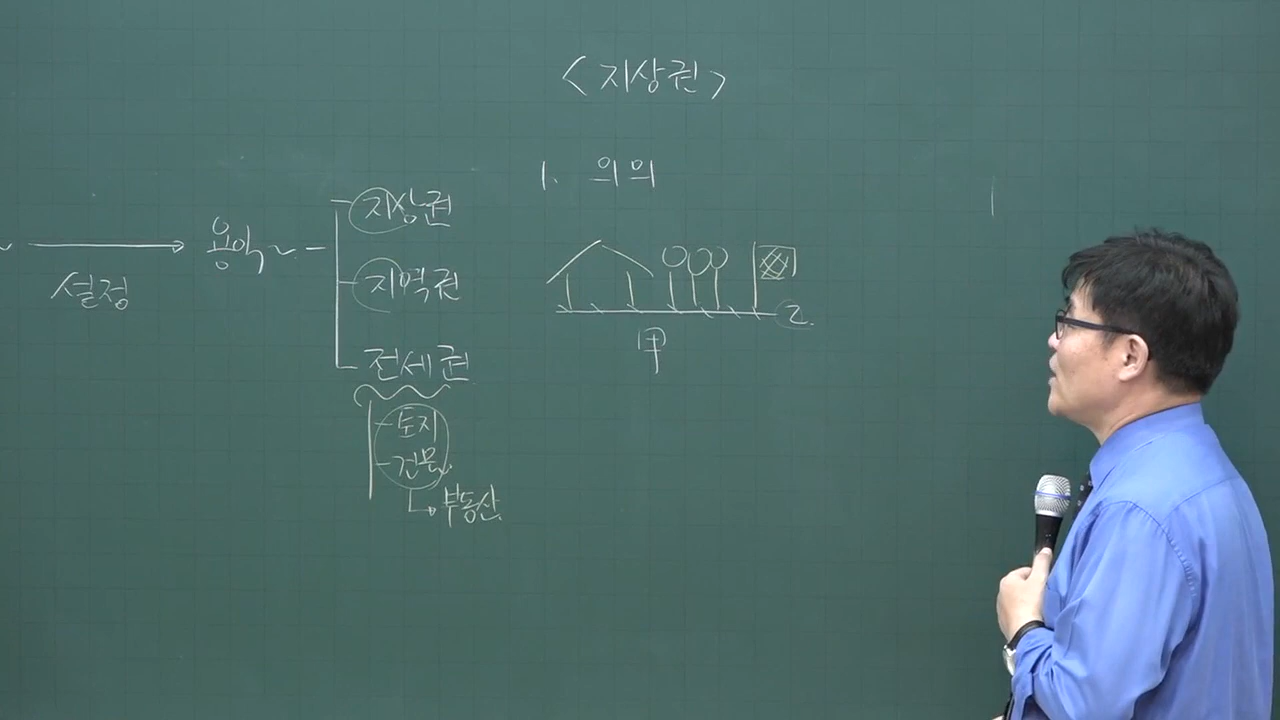 <지상권>
1. 의의
지상권
용익~
설정
지역권
전세권
토지
건물
부동산
甲
Z.